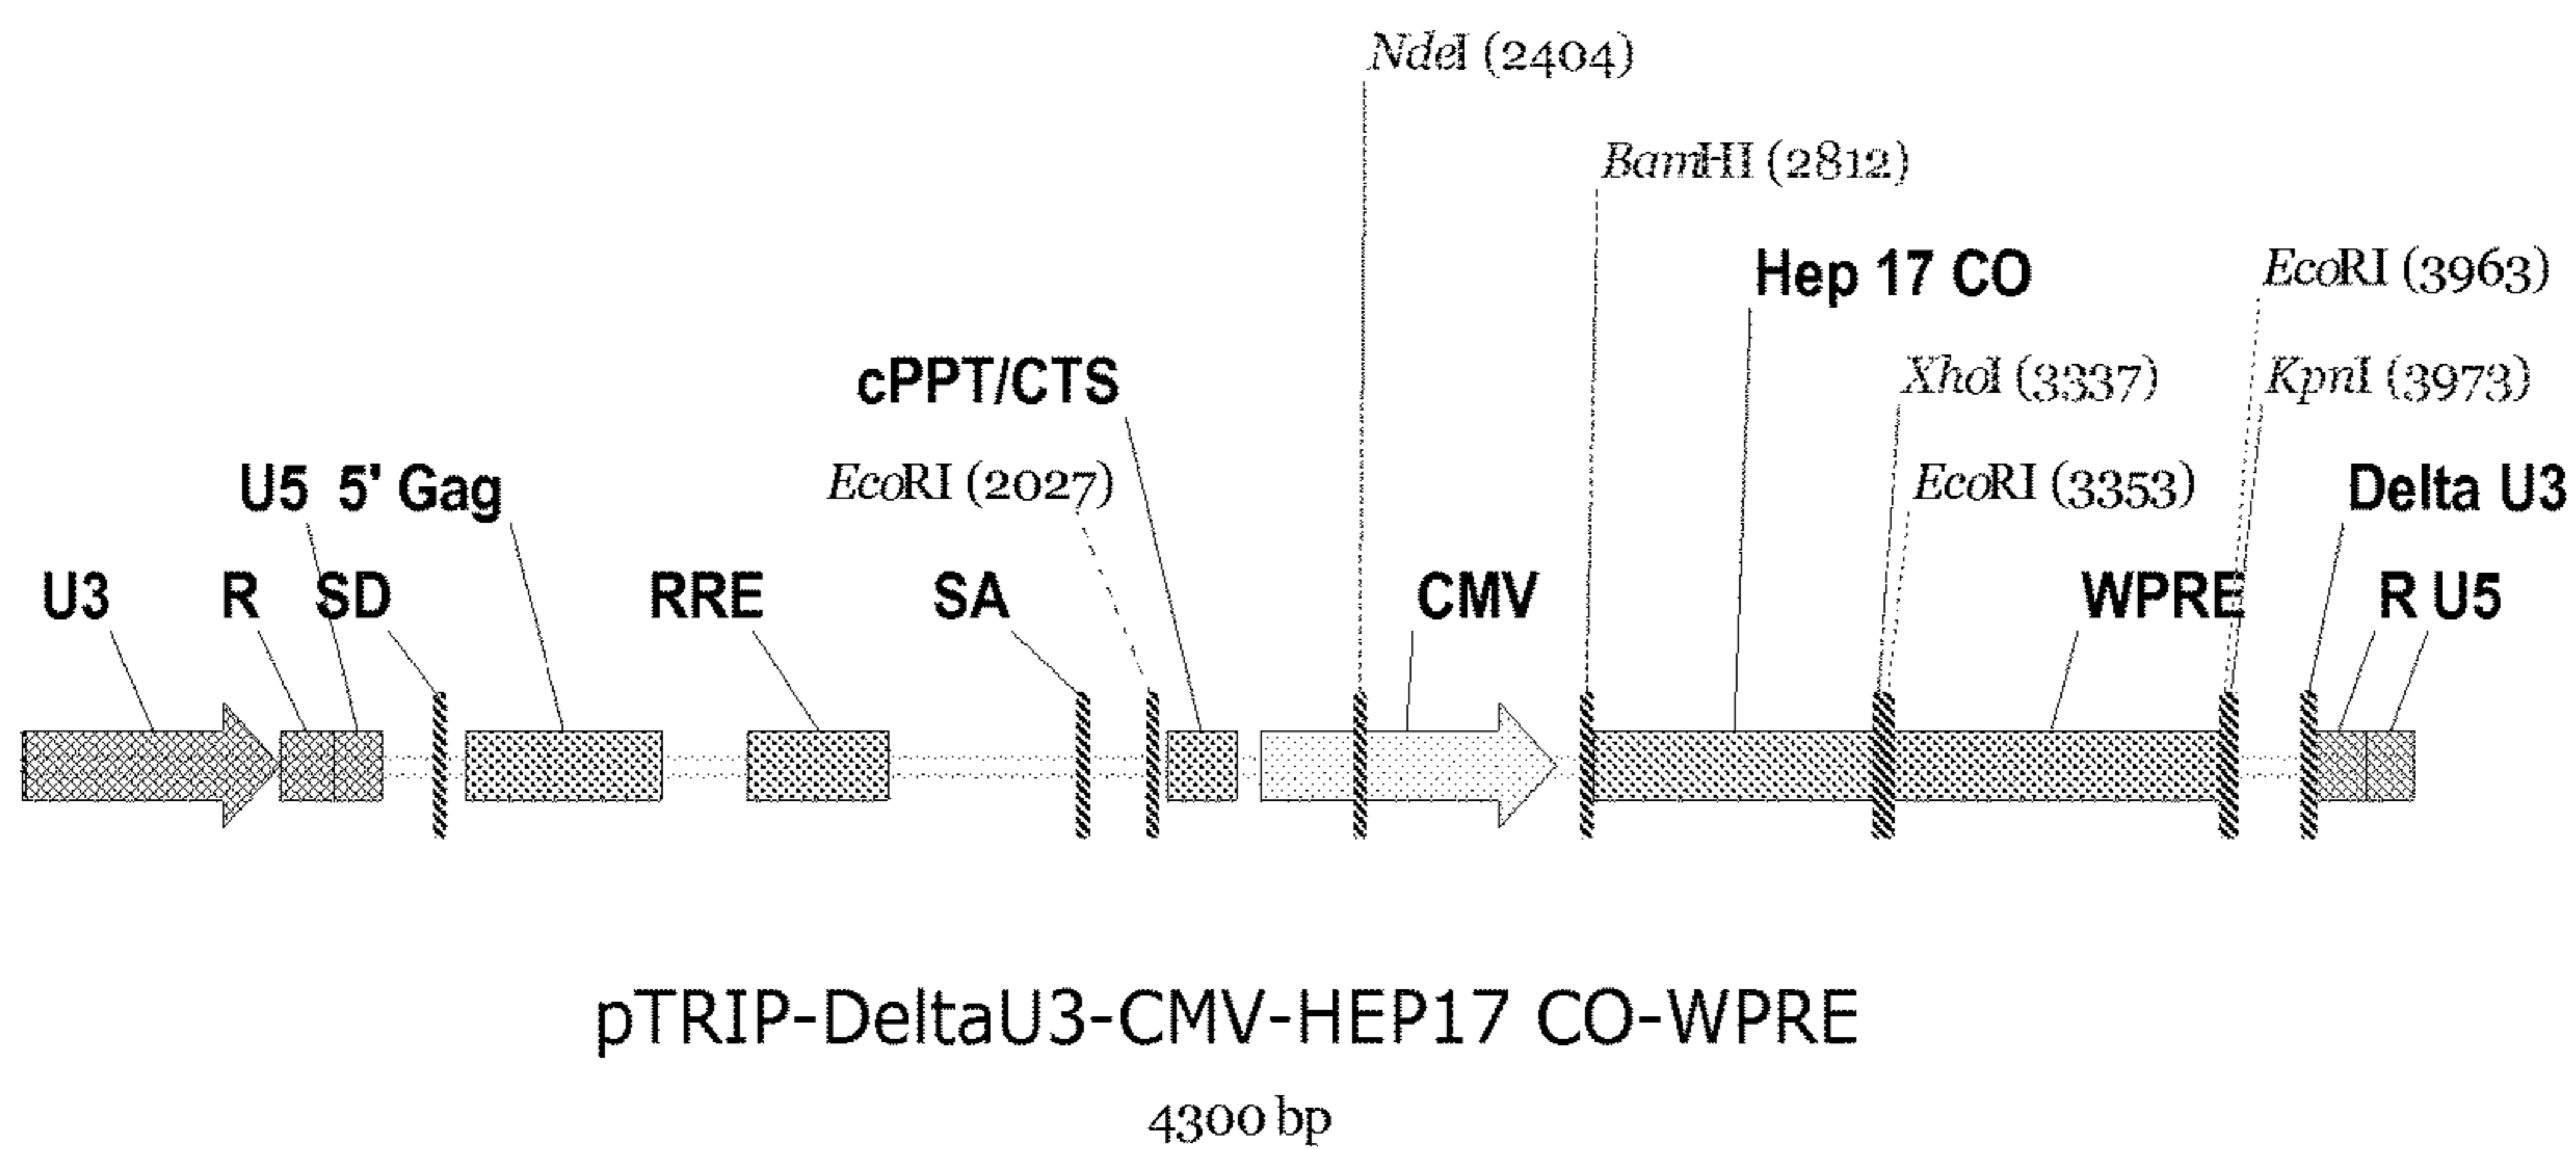 NdeI (2404)
BamHI (2812)
Hep 17 CO
EcoRI (3963)
cPPT/CTS
XhoI (3337)
KpnI (3973)
U5 5' Gag
EcoRI (2027)
EcoRI (3353)
Delta U3
U3
R
SD
RRE
SA
CMV
WPRE
R U5
pTRIP-DeltaU3-CMV-HEP17 CO-WPRE
4300 bp